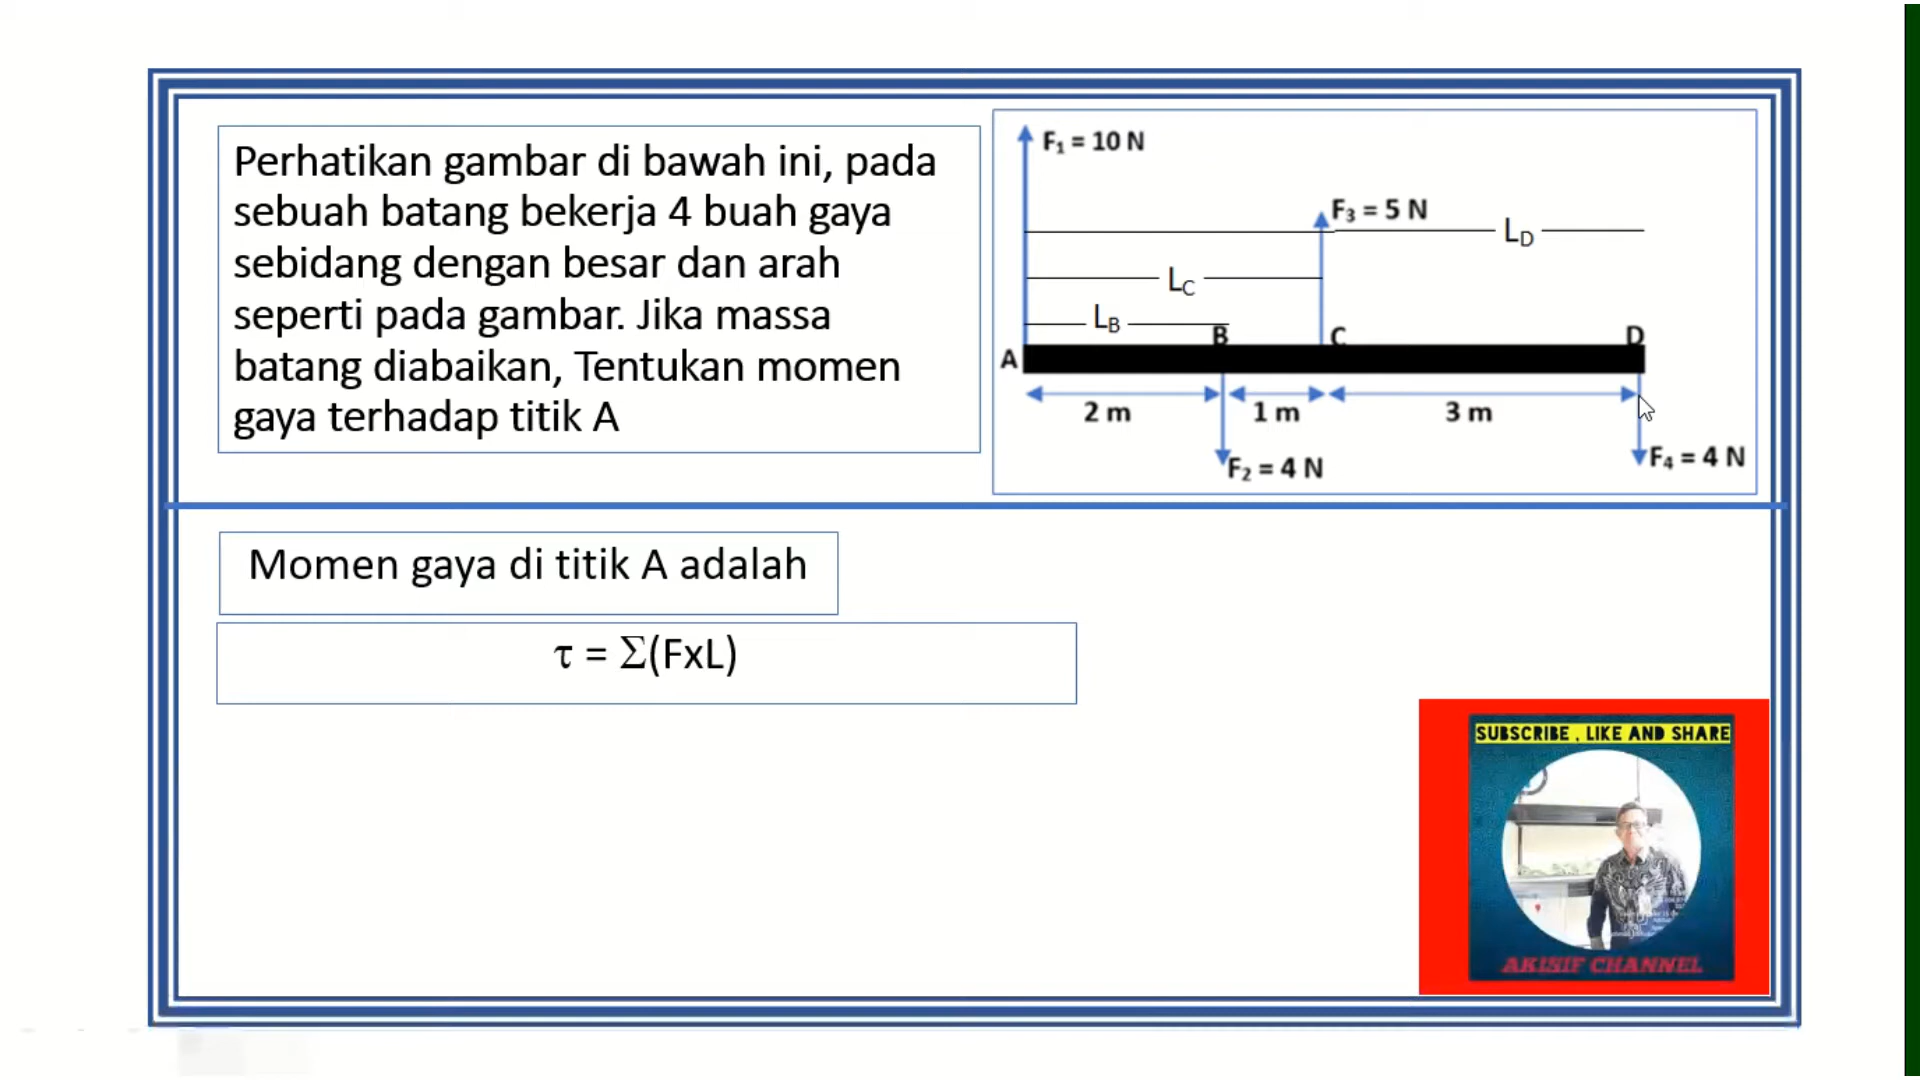 Perhatikan gambar di bawah ini, pada
sebuah batang bekerja 4 buah gaya
sebidang dengan besar dan arah
seperti pada gambar. Jika massa
batang diabaikan, Tentukan momen
gaya terhadap titik A
F₁ = 10 N
F₃ = 5 N
L_D
L_C
L_B
B
C
D
A
2 m
1 m
3 m
F₂ = 4 N
F₄ = 4 N
Momen gaya di titik A adalah
τ = Σ(FxL)
SUBSCRIBE , LIKE AND SHARE
AKISIF CHANNEL